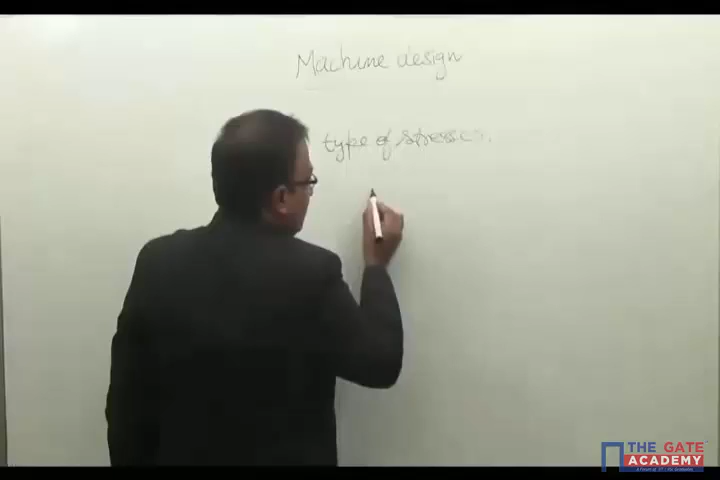 Machine design
type of stresses.
THE GATE
ACADEMY